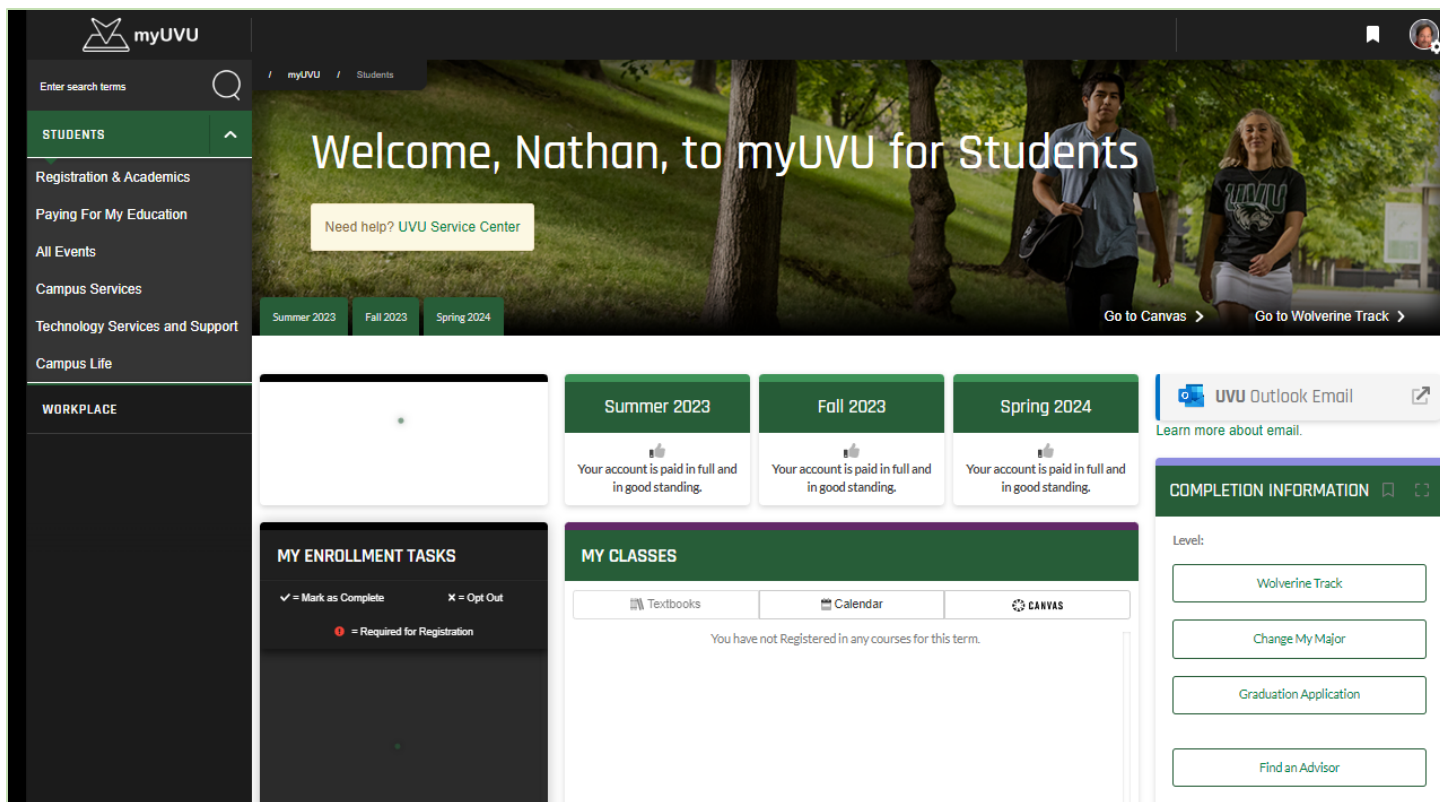 myUVU
Enter search terms
STUDENTS
Registration & Academics
Paying For My Education
All Events
Campus Services
Technology Services and Support
Campus Life
WORKPLACE
/ myUVU / Students
Welcome, Nathan, to myUVU for Students
Need help? UVU Service Center
UVU
Summer 2023
Fall 2023
Spring 2024
Go to Canvas
Go to Wolverine Track
Summer 2023
Your account is paid in full and
in good standing.
Fall 2023
Your account is paid in full and
in good standing.
Spring 2024
Your account is paid in full and
in good standing.
MY ENROLLMENT TASKS
✓ = Mark as Complete
✕ = Opt Out
! = Required for Registration
MY CLASSES
Textbooks
Calendar
CANVAS
You have not Registered in any courses for this term.
UVU Outlook Email
Learn more about email.
COMPLETION INFORMATION
Level:
Wolverine Track
Change My Major
Graduation Application
Find an Advisor